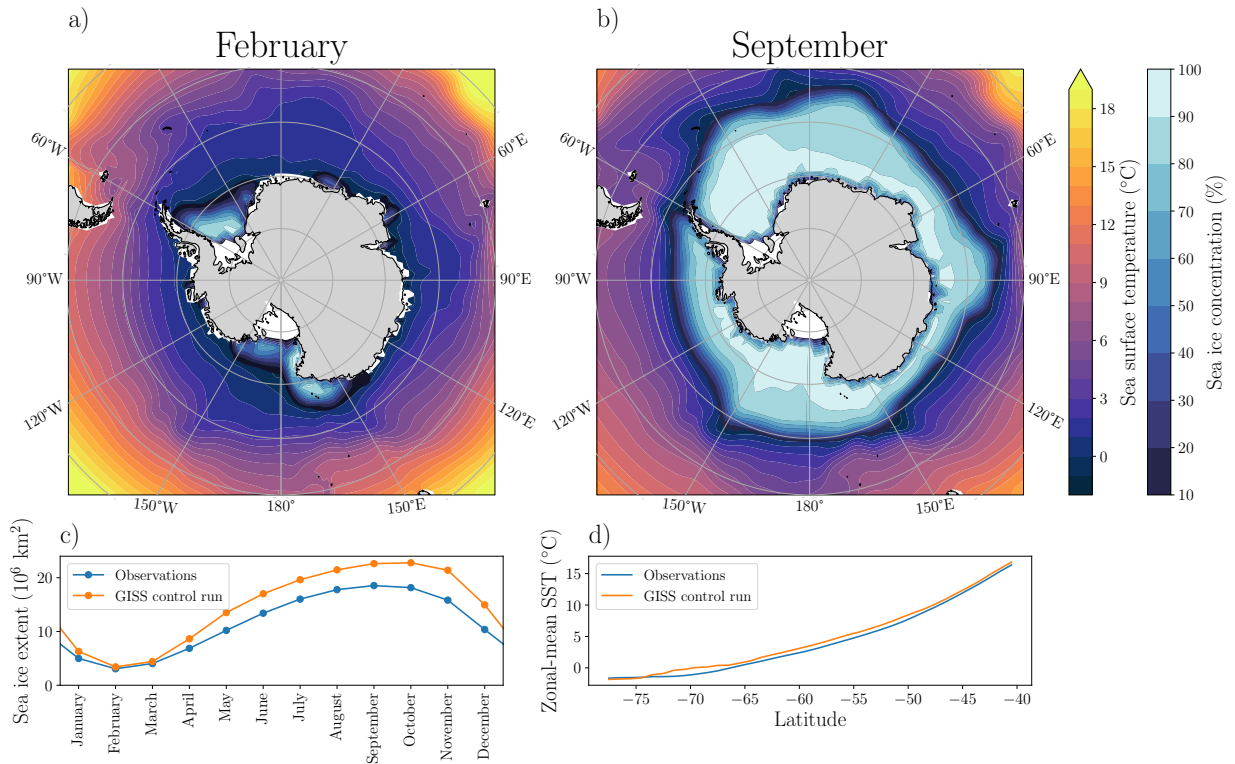 a)
February
60°W
90°W
120°W
150°W
180°
150°E
120°E
90°E
60°E
b)
September
60°W
90°W
120°W
150°W
180°
150°E
120°E
90°E
60°E
18
15
12
9
6
3
0
Sea surface temperature (°C)
100
90
80
70
60
50
40
30
20
10
Sea ice concentration (%)
c)
Sea ice extent (10⁶ km²)
20
10
0
Observations
GISS control run
January
February
March
April
May
June
July
August
September
October
November
December
d)
Zonal-mean SST (°C)
15
10
5
0
Observations
GISS control run
−75
−70
−65
−60
−55
−50
−45
−40
Latitude